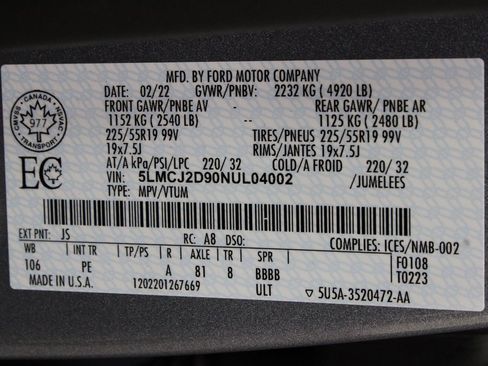 MFD. BY FORD MOTOR COMPANY
DATE: 02/22 GVWR/PNBV: 2232 KG ( 4920 LB)
FRONT GAWR/PNBE AV REAR GAWR/ PNBE AR
1152 KG ( 2540 LB) -- 1125 KG ( 2480 LB)
225/55R19 99V TIRES/PNEUS 225/55R19 99V
19x7.5J RIMS/JANTES 19x7.5J
AT/A kPa/PSI/LPC 220/ 32 COLD/A FROID 220/ 32
VIN: 5LMCJ2D90NUL04002 /JUMELEES
TYPE: MPV/VTUM
CANADA
CMVSS NSVAC
977
TRANSPORT
EC
EXT PNT: JS RC: A8 DSO: COMPLIES: ICES/NMB-002
WB INT TR TP/PS R AXLE TR SPR F0108
106 PE A 81 8 BBBB T0223
MADE IN U.S.A. 1202201267669 ULT ▽ 5U5A-3520472-AA